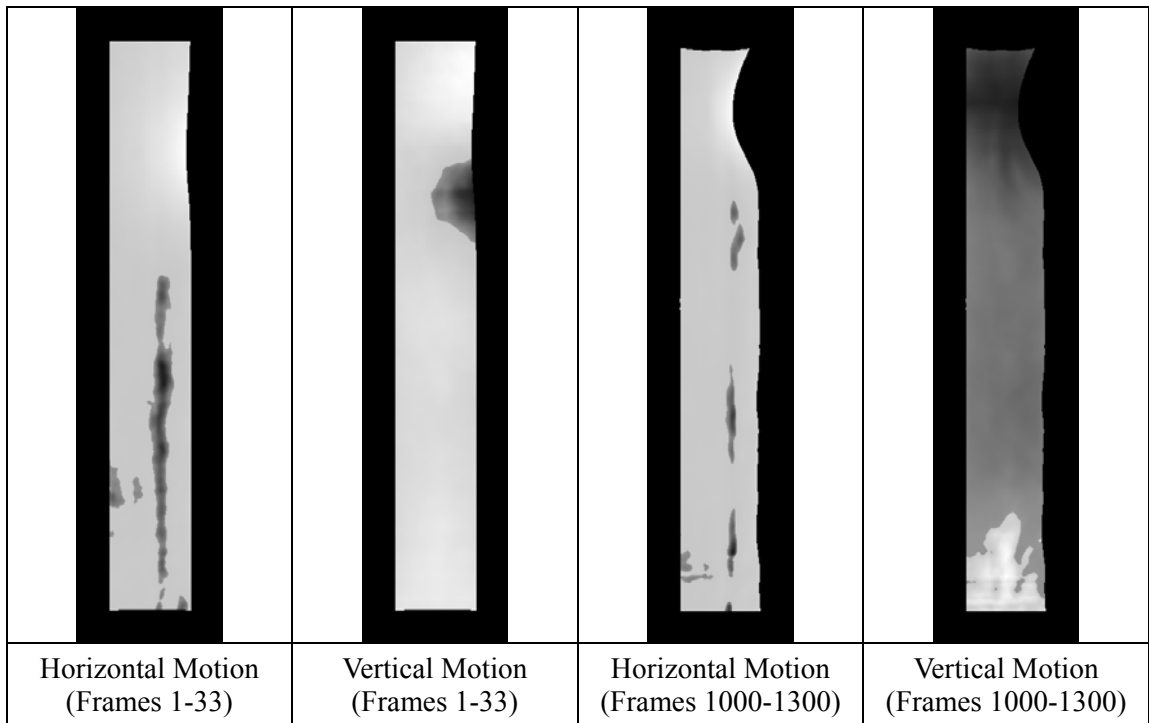 Horizontal Motion
(Frames 1-33)
Vertical Motion
(Frames 1-33)
Horizontal Motion
(Frames 1000-1300)
Vertical Motion
(Frames 1000-1300)